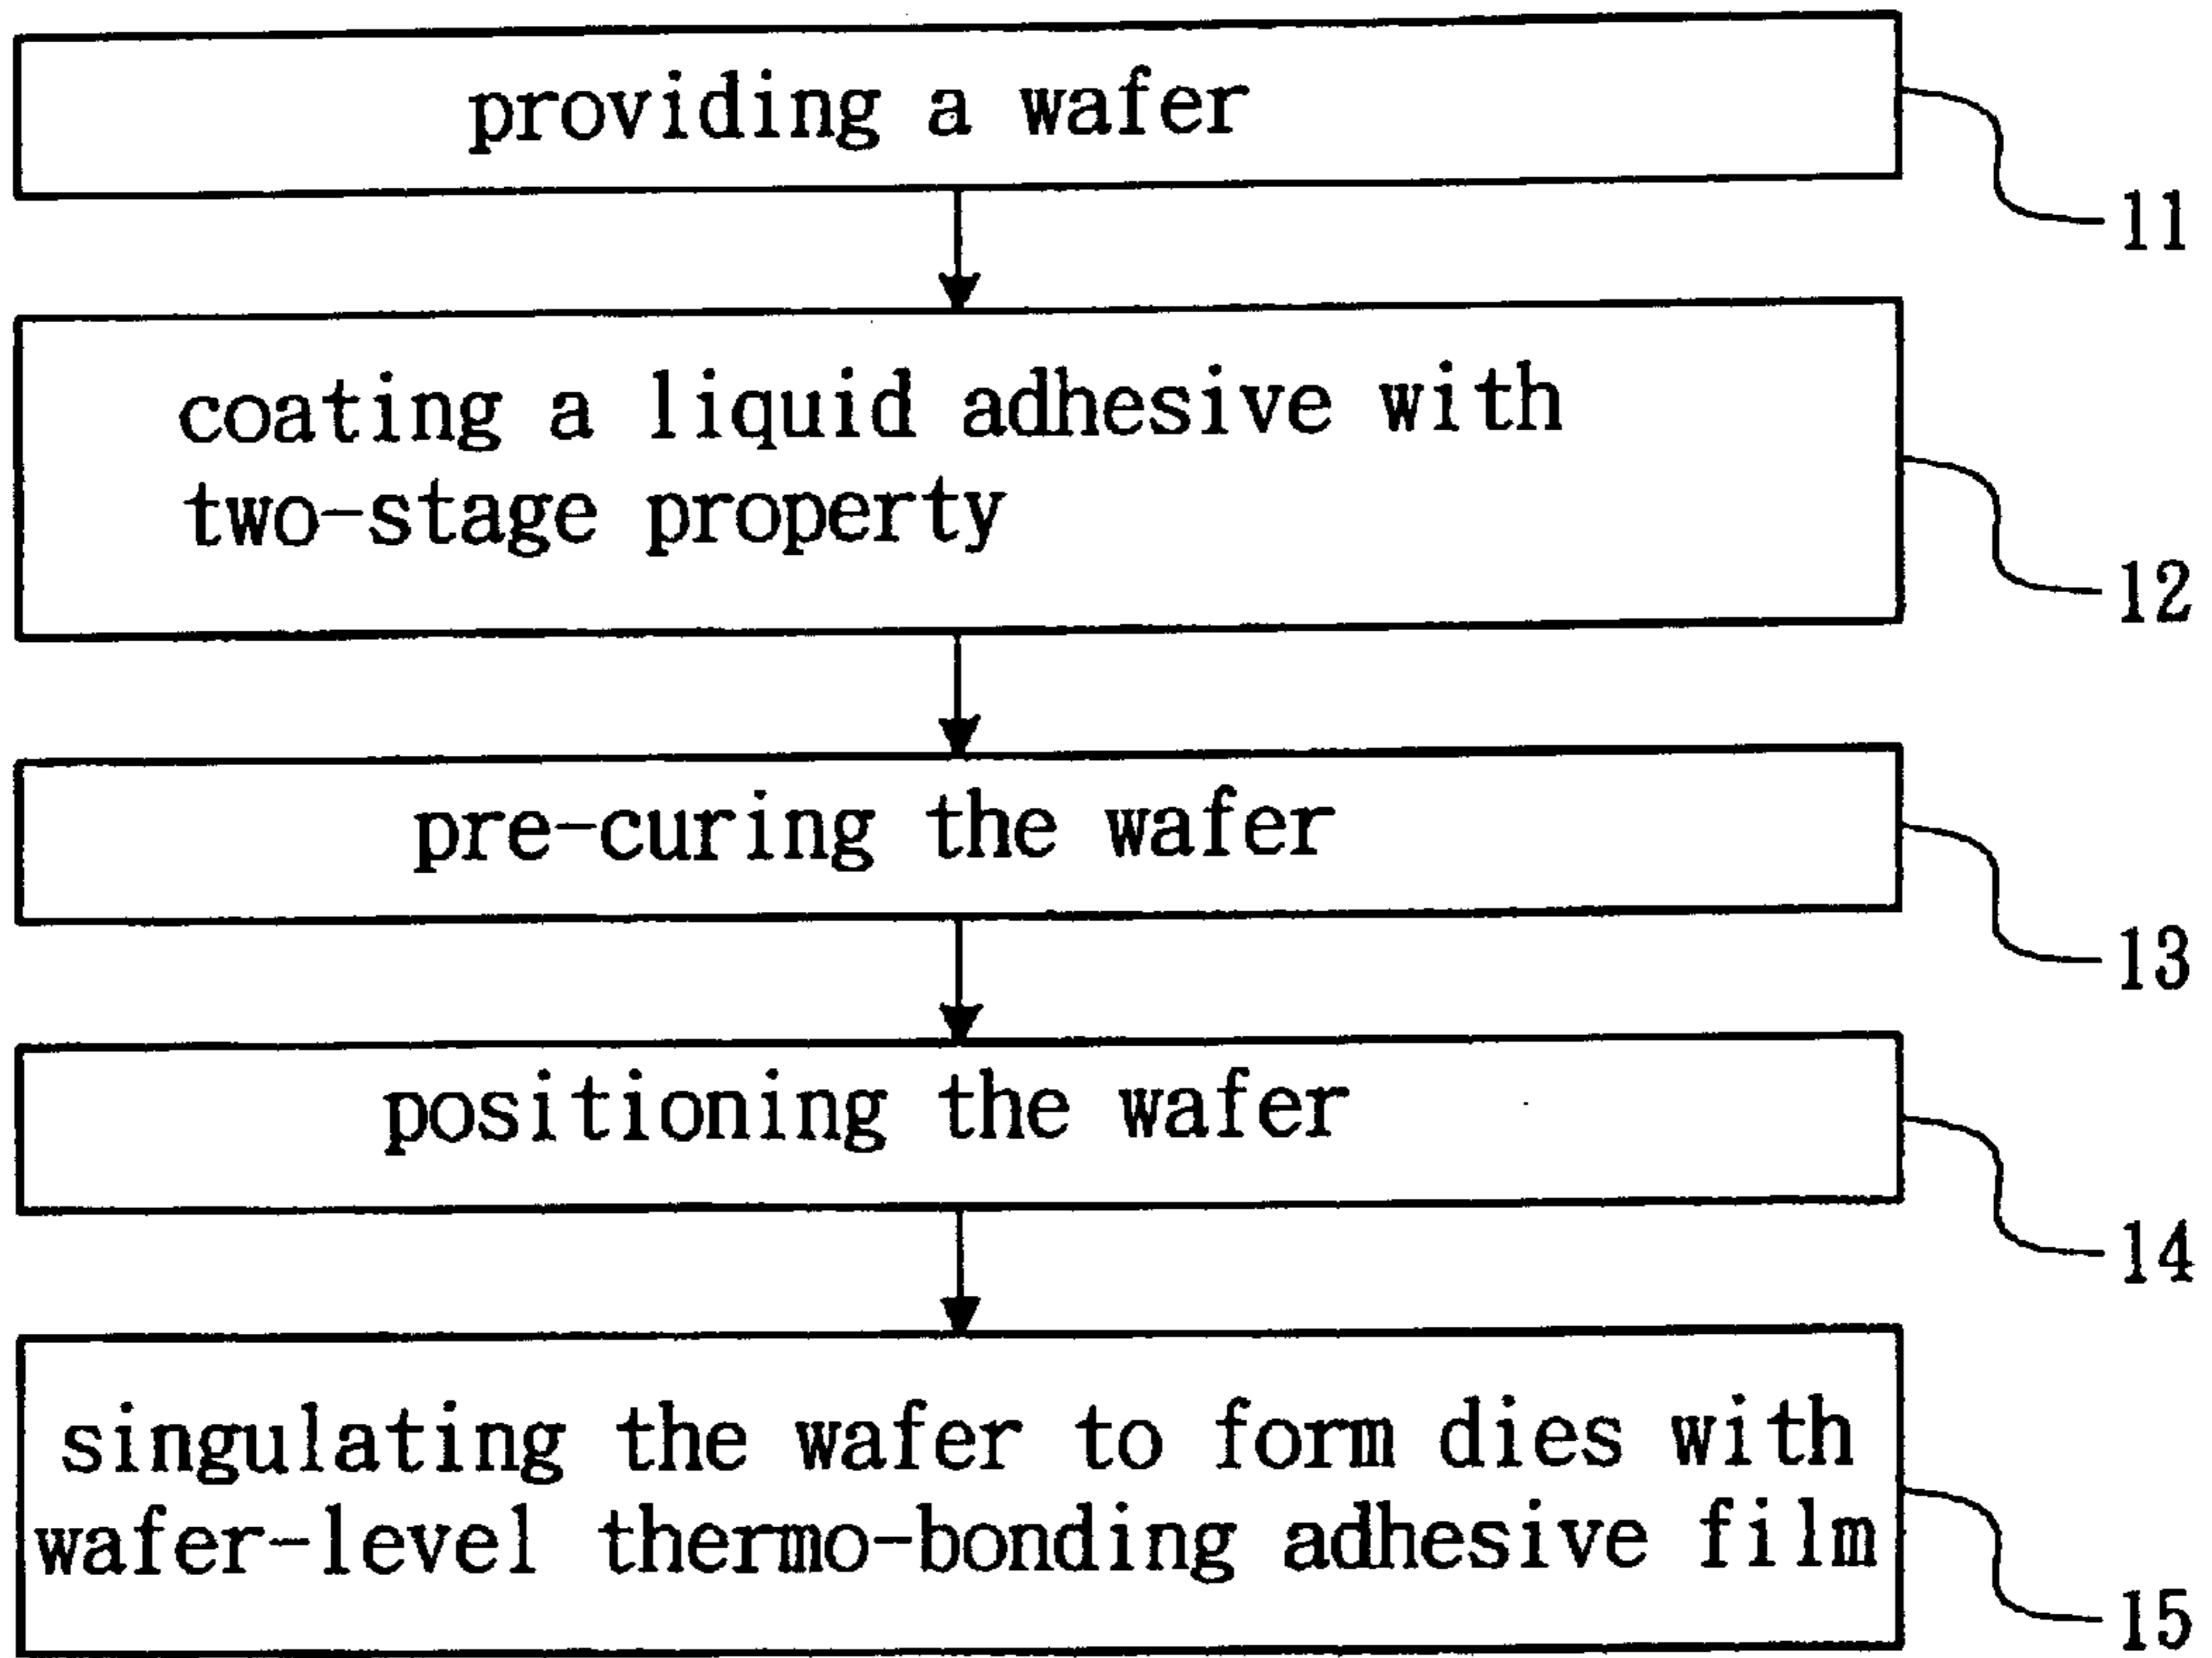 providing a wafer
11
coating a liquid adhesive with
two-stage property
12
pre-curing the wafer
13
positioning the wafer
14
singulating the wafer to form dies with
wafer-level thermo-bonding adhesive film
15